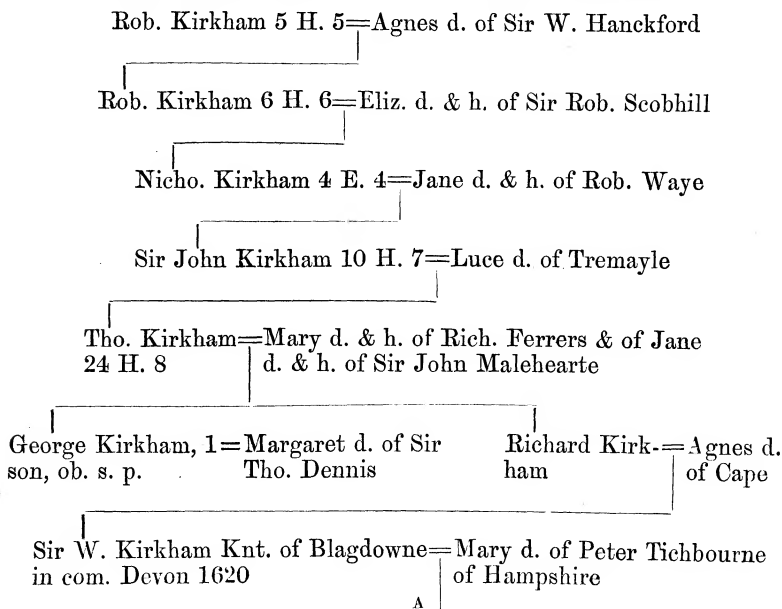 Rob. Kirkham 5 H. 5=Agnes d. of Sir W. Hanckford
Rob. Kirkham 6 H. 6=Eliz. d. & h. of Sir Rob. Scobhill
Nicho. Kirkham 4 E. 4=Jane d. & h. of Rob. Waye
Sir John Kirkham 10 H. 7=Luce d. of Tremayle
Tho. Kirkham=Mary d. & h. of Rich. Ferrers & of Jane
24 H. 8 d. & h. of Sir John Malehearte
George Kirkham, 1=Margaret d. of Sir Richard Kirk-=Agnes d.
son, ob. s. p. Tho. Dennis ham of Cape
Sir W. Kirkham Knt. of Blagdowne=Mary d. of Peter Tichbourne
in com. Devon 1620 of Hampshire
A